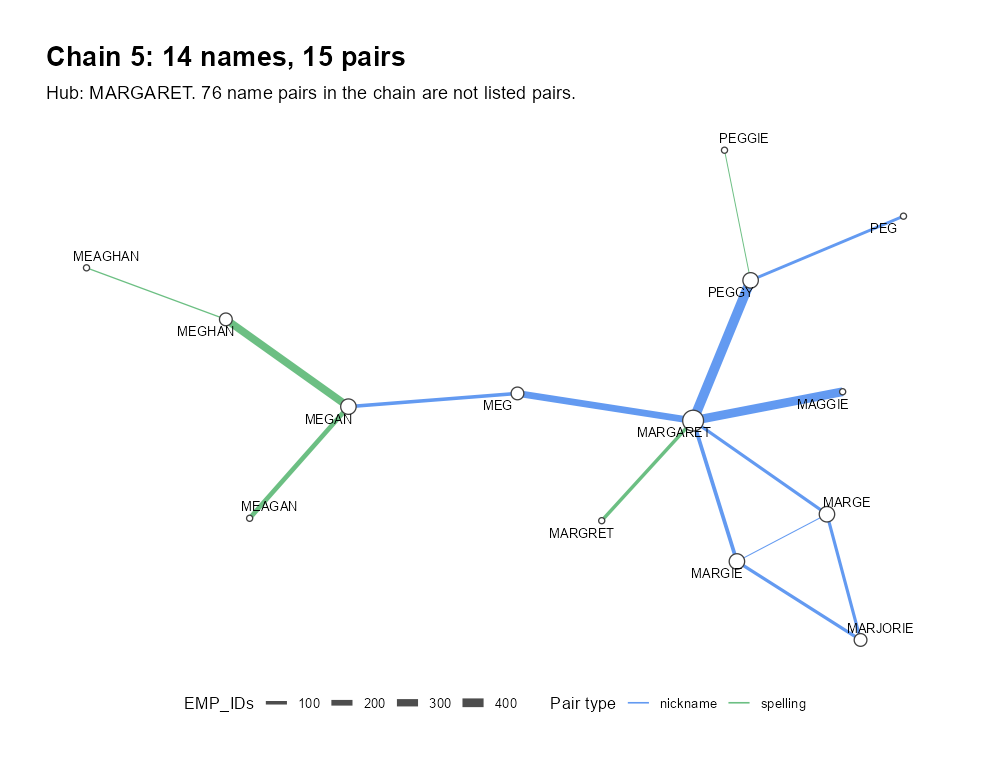 Chain 5: 14 names, 15 pairs
Hub: MARGARET. 76 name pairs in the chain are not listed pairs.
PEGGIE
PEG
MEAGHAN
PEGGY
MEGHAN
MEG
MAGGIE
MEGAN
MARGARET
MEAGAN
MARGE
MARGRET
MARGIE
MARJORIE
EMP_IDs 100 200 300 400 Pair type nickname spelling